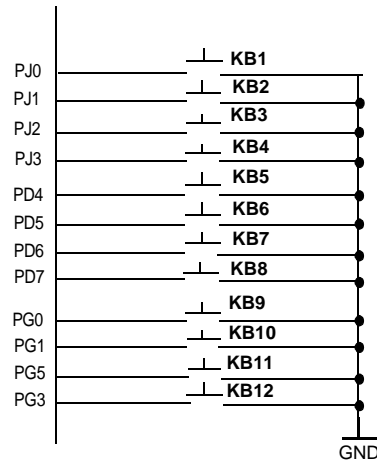 PJ0 KB1
PJ1 KB2
PJ2 KB3
PJ3 KB4
PD4 KB5
PD5 KB6
PD6 KB7
PD7 KB8
PG0 KB9
PG1 KB10
PG5 KB11
PG3 KB12
GND